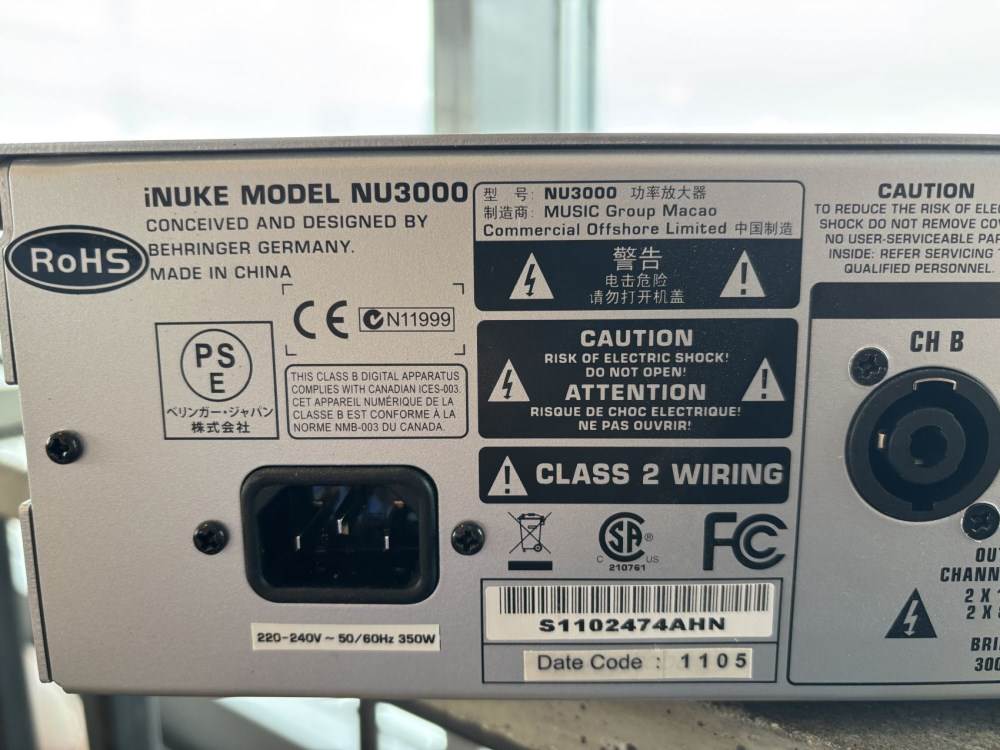 iNUKE MODEL NU3000
CONCEIVED AND DESIGNED BY
BEHRINGER GERMANY.
MADE IN CHINA
RoHS
CE
N11999
PS
E
ベリンガー・ジャパン
株式会社
THIS CLASS B DIGITAL APPARATUS
COMPLIES WITH CANADIAN ICES-003.
CET APPAREIL NUMÉRIQUE DE LA
CLASSE B EST CONFORME À LA
NORME NMB-003 DU CANADA.
220-240V ~ 50/60Hz 350W
型 号: NU3000 功率放大器
制造商: MUSIC Group Macao
Commercial Offshore Limited 中国制造
警告
电击危险
请勿打开机盖
CAUTION
RISK OF ELECTRIC SHOCK!
DO NOT OPEN!
ATTENTION
RISQUE DE CHOC ELECTRIQUE!
NE PAS OUVRIR!
CLASS 2 WIRING
C SA ® US
210761
FC
S1102474AHN
Date Code : 1105
CAUTION
TO REDUCE THE RISK OF
SHOCK DO NOT REMOVE
NO USER-SERVICEABLE
INSIDE: REFER SERVICING
QUALIFIED PERSONNEL.
CH B
2 X
2 X